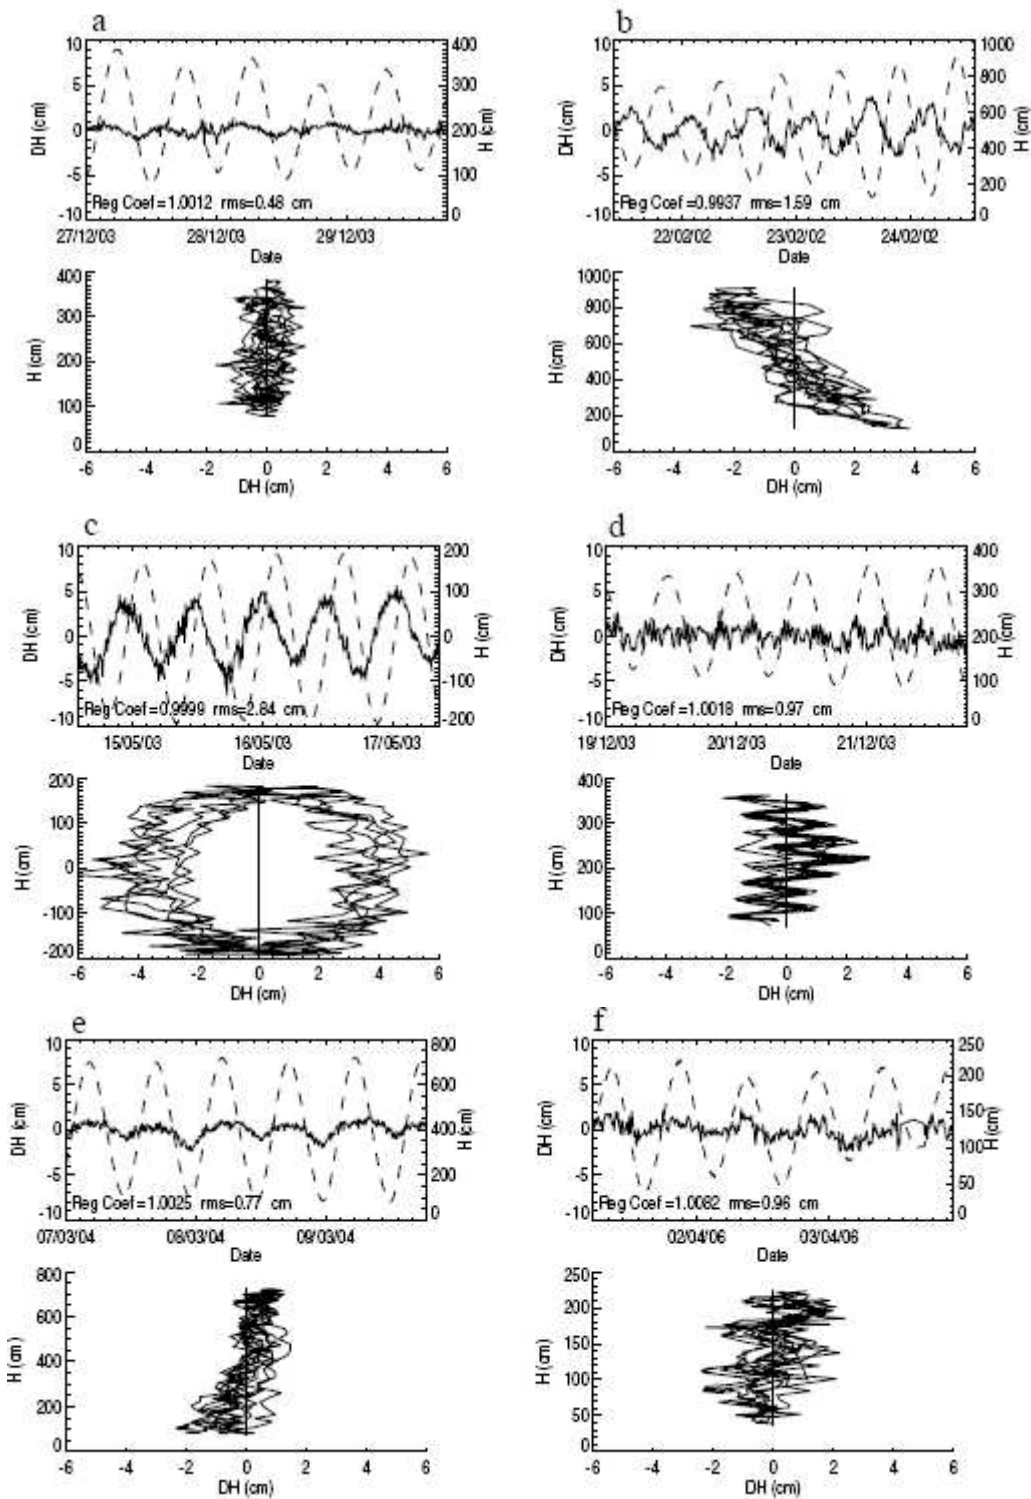 a
b
10
5
0
-5
-10
DH (cm)
400
300
200
100
0
H (cm)
Reg Coef=1.0012 rms=0.48 cm
27/12/03 28/12/03 29/12/03
Date
10
5
0
-5
-10
DH (cm)
1000
800
600
400
200
0
H (cm)
Reg Coef=0.9937 rms=1.59 cm
22/02/02 23/02/02 24/02/02
Date
400
300
200
100
0
H (cm)
-6 -4 -2 0 2 4 6
DH (cm)
1000
800
600
400
200
0
H (cm)
-6 -4 -2 0 2 4 6
DH (cm)
c
d
10
5
0
-5
-10
DH (cm)
200
100
0
-100
-200
H (cm)
Reg Coef=0.9999 rms=2.84 cm
15/05/03 16/05/03 17/05/03
Date
10
5
0
-5
-10
DH (cm)
400
300
200
100
0
H (cm)
Reg Coef=1.0018 rms=0.97 cm
19/12/03 20/12/03 21/12/03
Date
200
100
0
-100
-200
H (cm)
-6 -4 -2 0 2 4 6
DH (cm)
400
300
200
100
0
H (cm)
-6 -4 -2 0 2 4 6
DH (cm)
e
f
10
5
0
-5
-10
DH (cm)
800
600
400
200
0
H (cm)
Reg Coef=1.0025 rms=0.77 cm
07/03/04 08/03/04 09/03/04
Date
10
5
0
-5
-10
DH (cm)
250
200
150
100
50
0
H (cm)
Reg Coef=1.0082 rms=0.96 cm
02/04/06 03/04/06
Date
800
600
400
200
0
H (cm)
-6 -4 -2 0 2 4 6
DH (cm)
250
200
150
100
50
0
H (cm)
-6 -4 -2 0 2 4 6
DH (cm)